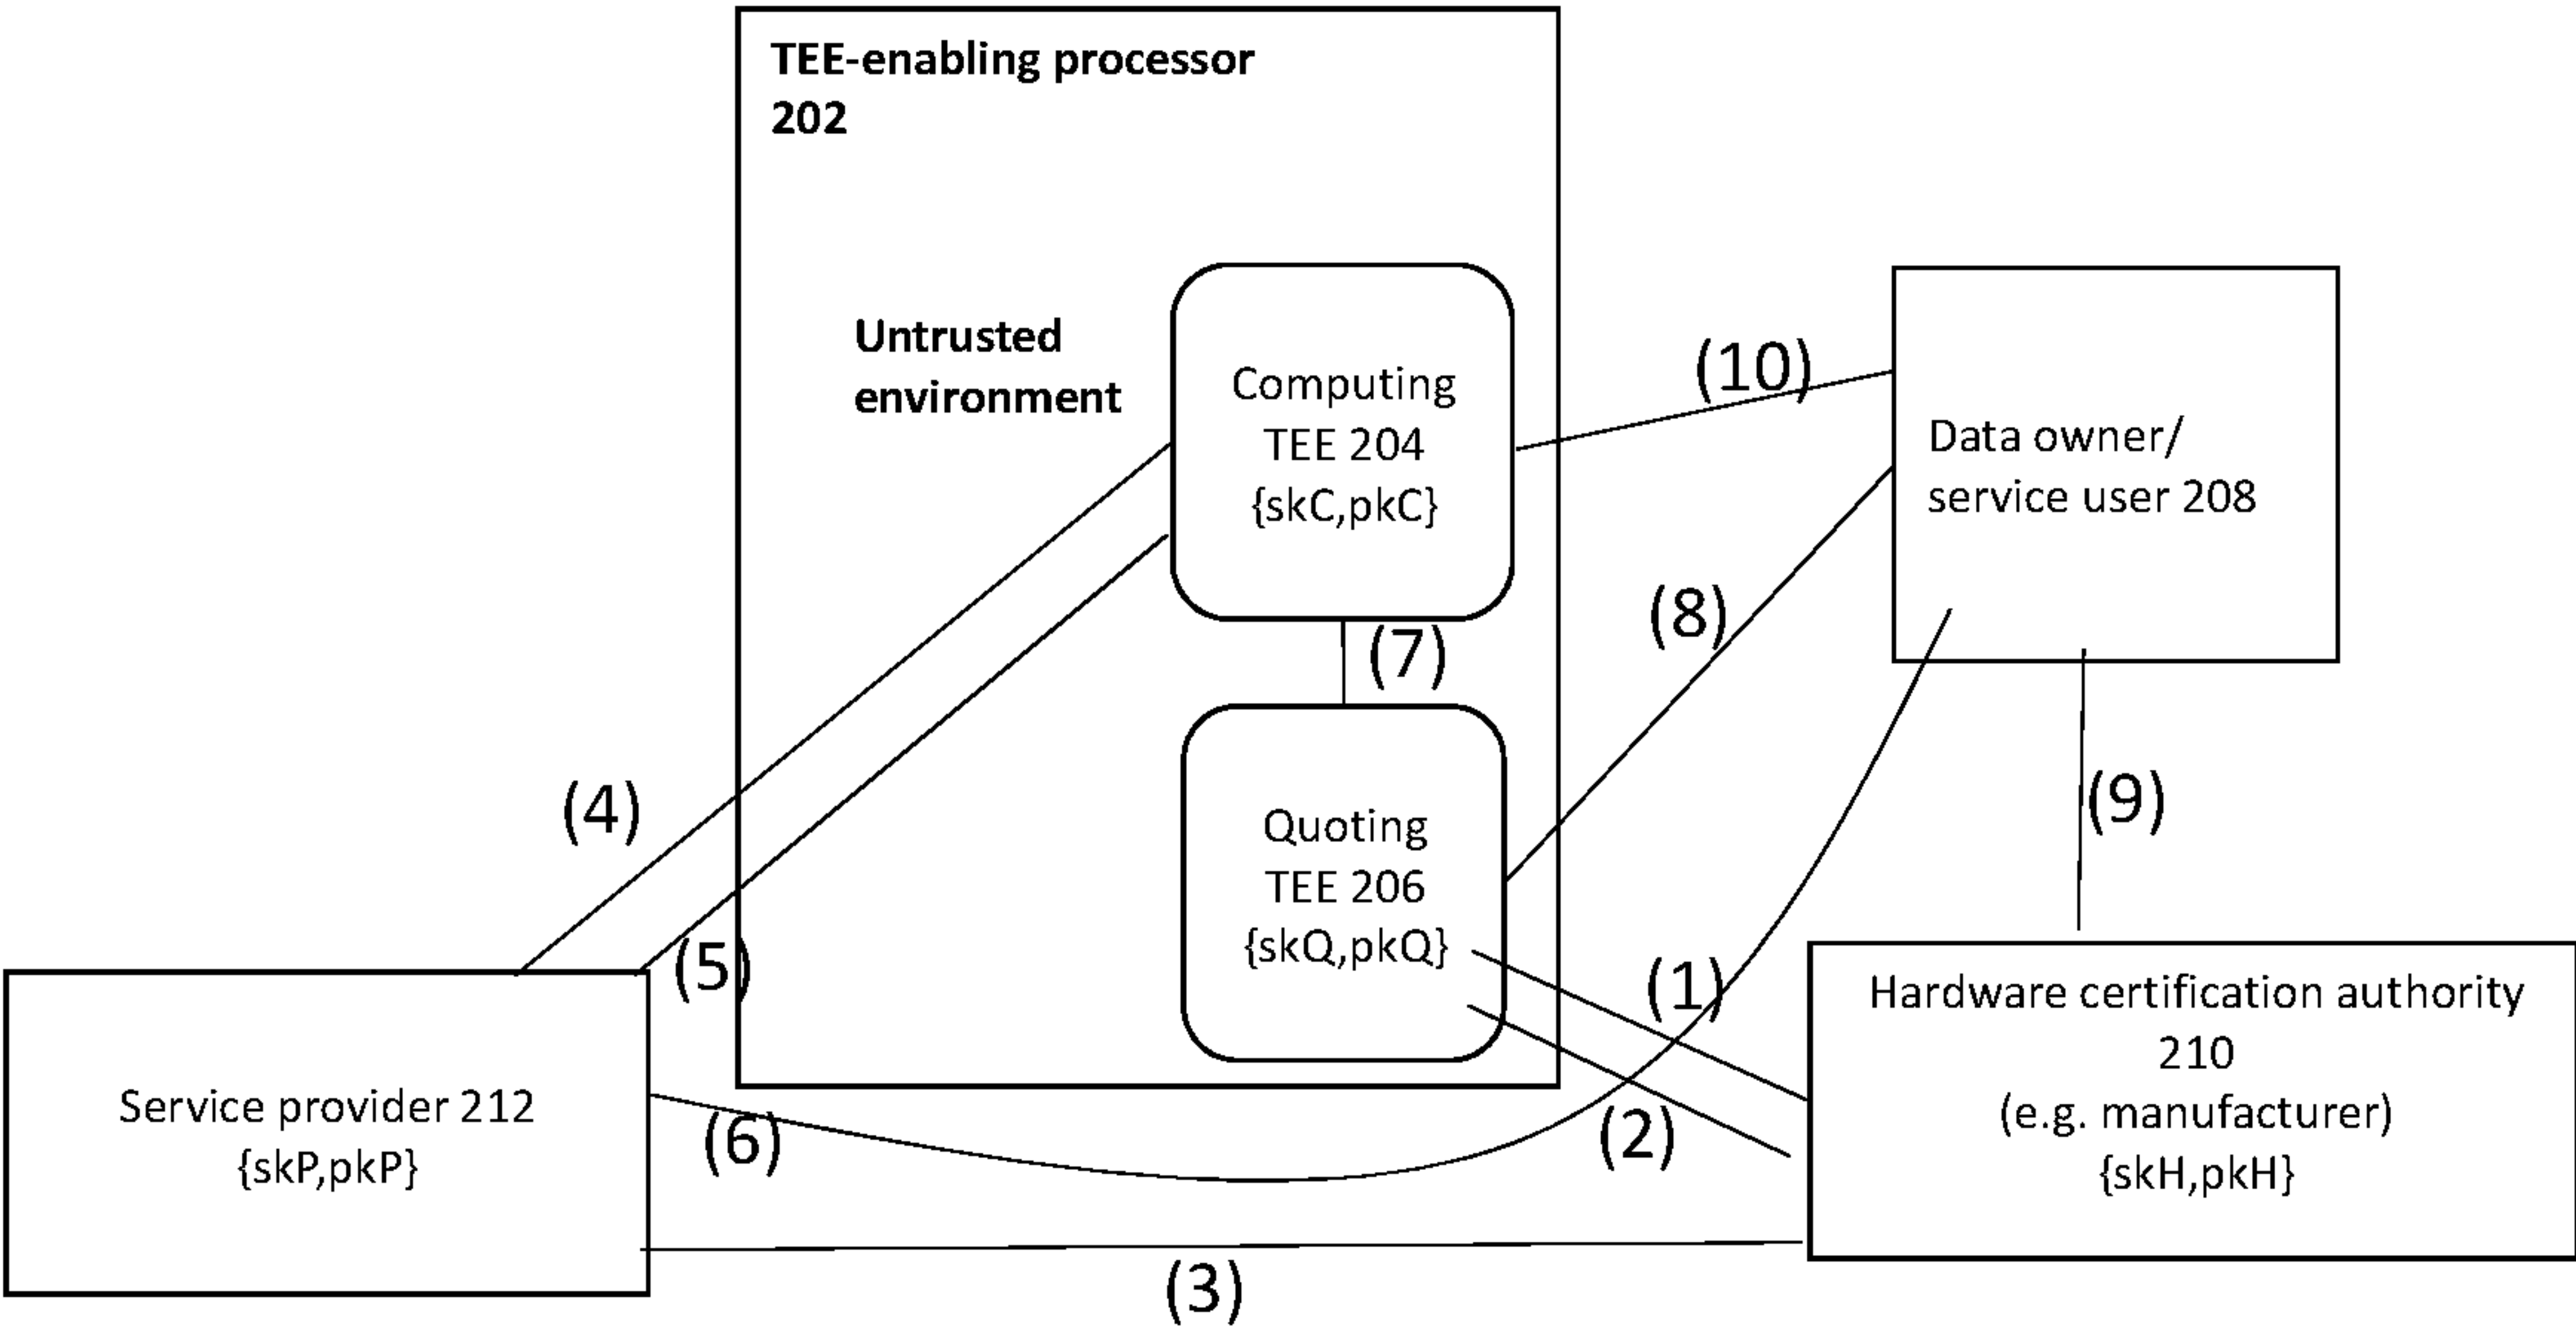 TEE-enabling processor
202
Untrusted
environment
Computing
TEE 204
{skC,pkC}
(10)
Data owner/
service user 208
(8)
(7)
(4)
(9)
Quoting
TEE 206
{skQ,pkQ}
(5)
(1)
Hardware certification authority
210
(e.g. manufacturer)
{skH,pkH}
Service provider 212
{skP,pkP}
(6)
(2)
(3)